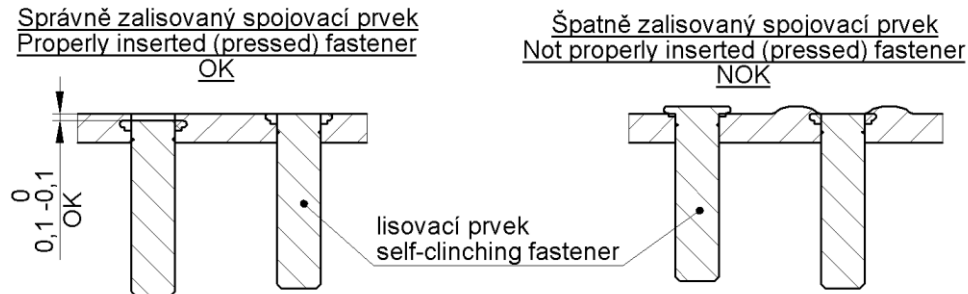 Správně zalisovaný spojovací prvek
Properly inserted (pressed) fastener
OK
Špatně zalisovaný spojovací prvek
Not properly inserted (pressed) fastener
NOK
0
0,1 -0,1
OK
lisovací prvek
self-clinching fastener